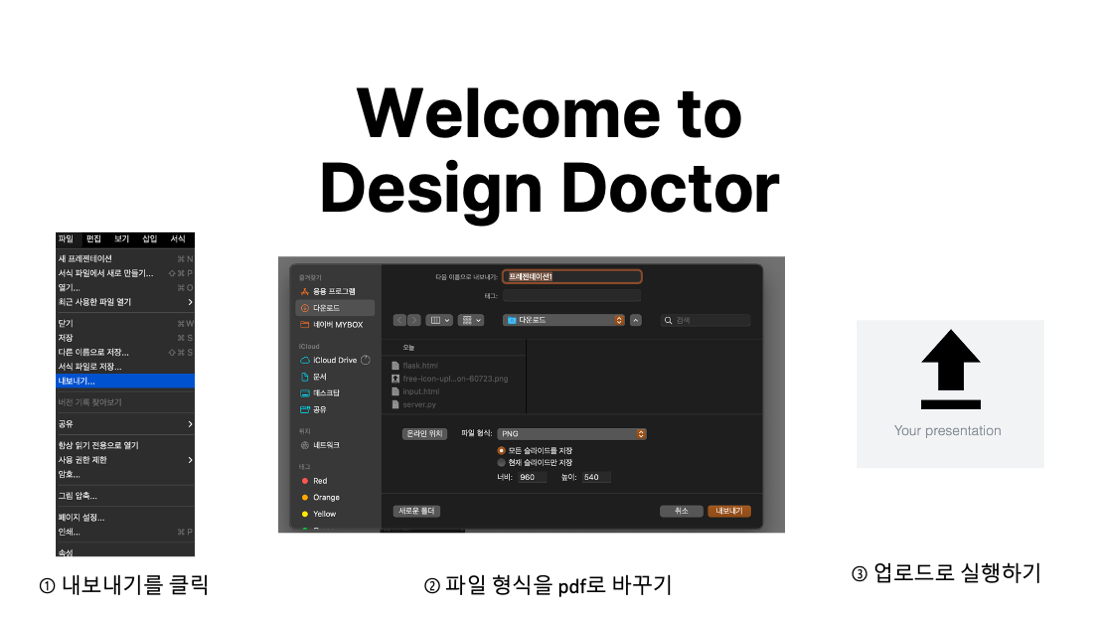 Welcome to
Design Doctor
파일 편집 보기 삽입 서식
새 프레젠테이션 ⌘ N
서식 파일에서 새로 만들기... ⇧⌘ P
열기... ⌘ O
최근 사용한 파일 열기 >
닫기 ⌘ W
저장 ⌘ S
다른 이름으로 저장... ⇧⌘ S
서식 파일로 저장...
내보내기...
버전 기록 찾아보기
공유 >
항상 읽기 전용으로 열기
사용 권한 제한 >
암호...
그림 압축...
페이지 설정...
인쇄... ⌘ P
속성
① 내보내기를 클릭
즐겨찾기
응용 프로그램
다운로드
네이버 MYBOX
iCloud
iCloud Drive
문서
데스크탑
공유
위치
네트워크
태그
Red
Orange
Yellow
다음 이름으로 내보내기: 프레젠테이션1
태그:
다운로드
검색
오늘
flask.html
free-icon-upl...on-60723.png
input.html
server.py
온라인 위치 파일 형식: PNG
모든 슬라이드를 저장
현재 슬라이드만 저장
너비: 960 높이: 540
새로운 폴더 취소 내보내기
② 파일 형식을 pdf로 바꾸기
Your presentation
③ 업로드로 실행하기